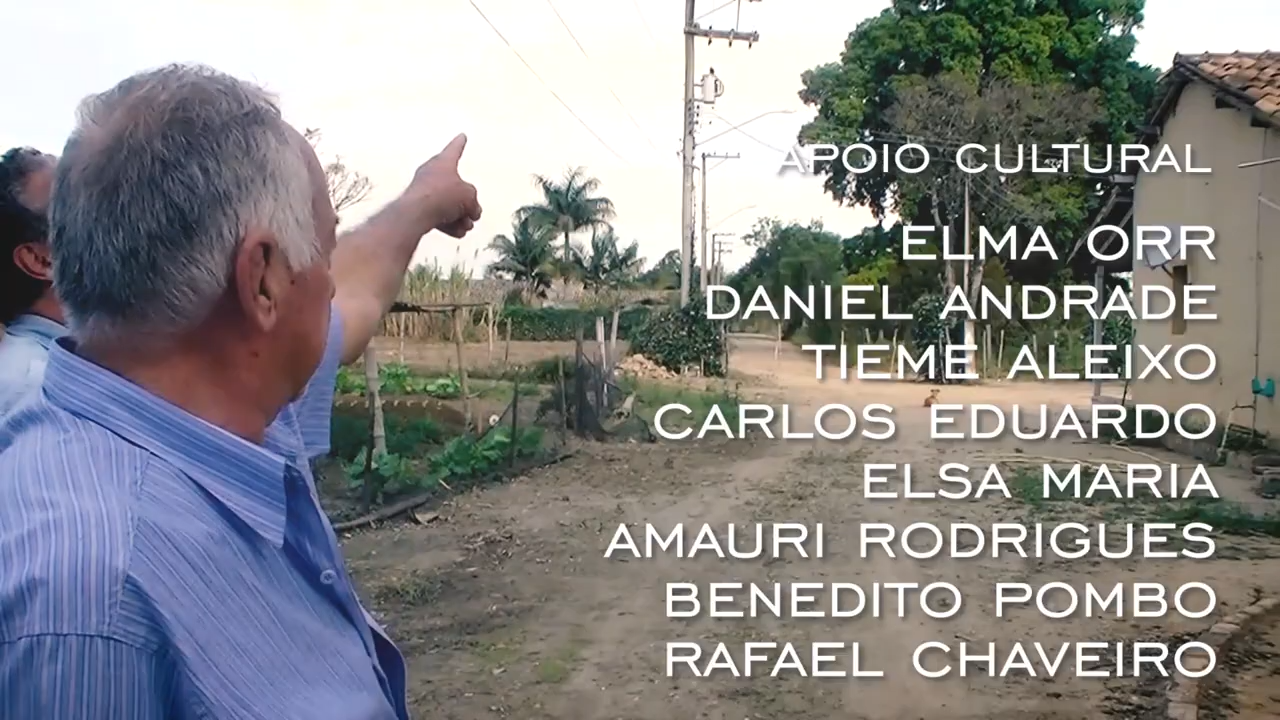 APOIO CULTURAL
ELMA ORR
DANIEL ANDRADE
TIEME ALEIXO
CARLOS EDUARDO
ELSA MARIA
AMAURI RODRIGUES
BENEDITO POMBO
RAFAEL CHAVEIRO